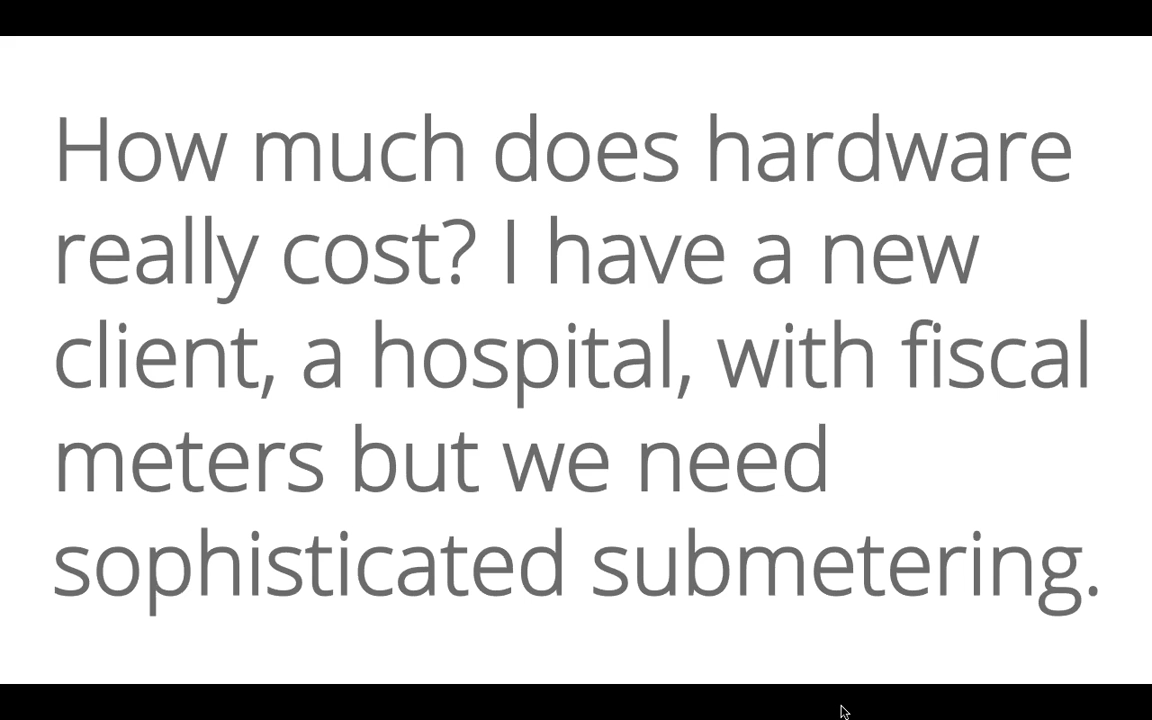 How much does hardware
really cost? I have a new
client, a hospital, with fiscal
meters but we need
sophisticated submetering.